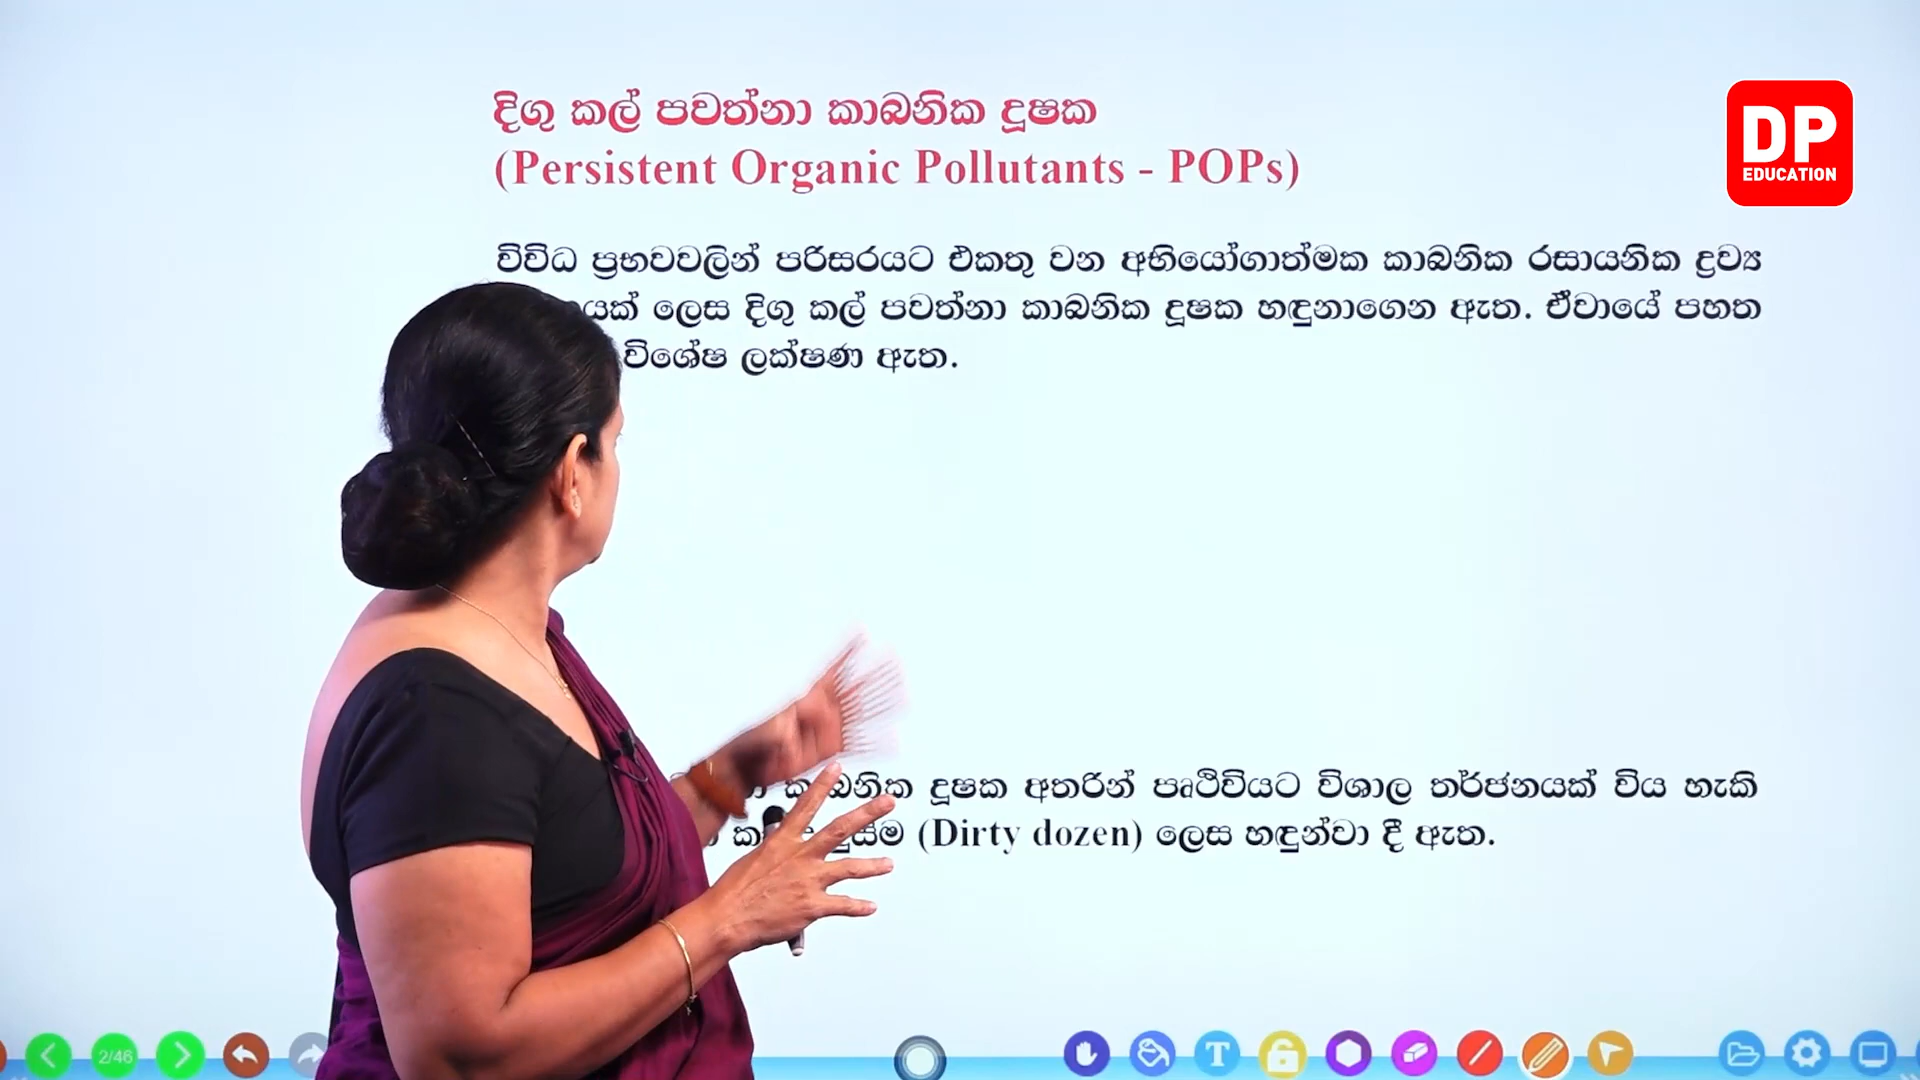 දිගු කල් පවත්නා කාබනික දූෂක
(Persistent Organic Pollutants - POPs)
DP
EDUCATION
විවිධ ප්‍රභවවලින් පරිසරයට එකතු වන අභියෝගාත්මක කාබනික රසායනික ද්‍රව්‍ය
ලෙස දිගු කල් පවත්නා කාබනික දූෂක හඳුනාගෙන ඇත. ඒවායේ පහත
විශේෂ ලක්ෂණ ඇත.
කාබනික දූෂක අතරින් පෘථිවියට විශාල තර්ජනයක් විය හැකි
(Dirty dozen) ලෙස හඳුන්වා දී ඇත.
2/46
T